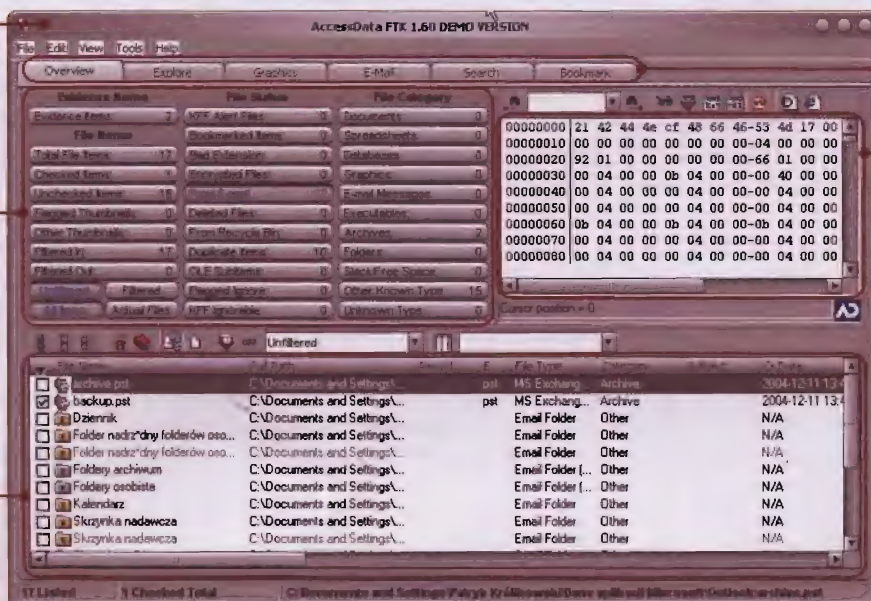 AccessData FTK 1.60 DEMO VERSION
File Edit View Tools Help
Overview Explore Graphics E-Mail Search Bookmark
Evidence Items File Status File Category
Evidence Items: 2 KFF Alert Files: 0 Documents: 0
File Items Bookmarked Items: 0 Spreadsheets: 0
Total File Items: 17 Bad Extension: 0 Databases: 0
Checked Items: 1 Encrypted Files: 0 Graphics: 0
Unchecked Items: 16 E-mail Messages: 0
Flagged Thumbnails: 0 Deleted Files: 0 Executables: 0
Other Thumbnails: 0 From Recycle Bin: 0 Archives: 2
Filtered In: 17 Duplicate Items: 10 Folders: 0
Filtered Out: 0 OLE Subitems: 0 Slack/Free Space: 0
Unfiltered Filtered Flagged Ignore: 0 Other Known Type: 15
All Items Actual Files KFF Ignorable: 0 Unknown Type: 0
00000000 21 42 44 4e cf 48 66 46-53 4d 17 00
00000010 00 00 00 00 00 00 00 00-04 00 00
00000020 92 01 00 00 00 00 00-66 01 00 00
00000030 00 04 00 00 0b 04 00 00-00 40 00 00
00000040 00 04 00 00 00 04 00 00-00 04 00 00
00000050 00 04 00 00 00 04 00 00-00 04 00 00
00000060 0b 04 00 00 0b 04 00 00-0b 04 00 00
00000070 00 04 00 00 00 04 00 00-00 04 00 00
00000080 00 04 00 00 00 04 00 00-00 04 00 00
Cursor position = 0
OFF Unfiltered
File Name Full Path E File Type Category
archive.pst C:\Documents and Settings\... pst MS Exchang... Archive 2004-12-11 13:4
backup.pst C:\Documents and Settings\... pst MS Exchang... Archive 2004-12-11 13:4
Dziennik C:\Documents and Settings\... Email Folder Other N/A
Folder nadrz*dny folderów oso... C:\Documents and Settings\... Email Folder Other N/A
Folder nadrz*dny folderów oso... C:\Documents and Settings\... Email Folder Other N/A
Foldery archiwum C:\Documents and Settings\... Email Folder (... Other N/A
Foldery osobiste C:\Documents and Settings\... Email Folder (... Other N/A
Kalendarz C:\Documents and Settings\... Email Folder Other N/A
Skrzynka nadawcza C:\Documents and Settings\... Email Folder Other N/A
Skrzynka nadawcza C:\Documents and Settings\... Email Folder Other N/A
17 Listed 1 Checked Total C:\Documents and Settings\Patryk Królikowski\Dane aplikacji\Microsoft\Outlook\archive.pst